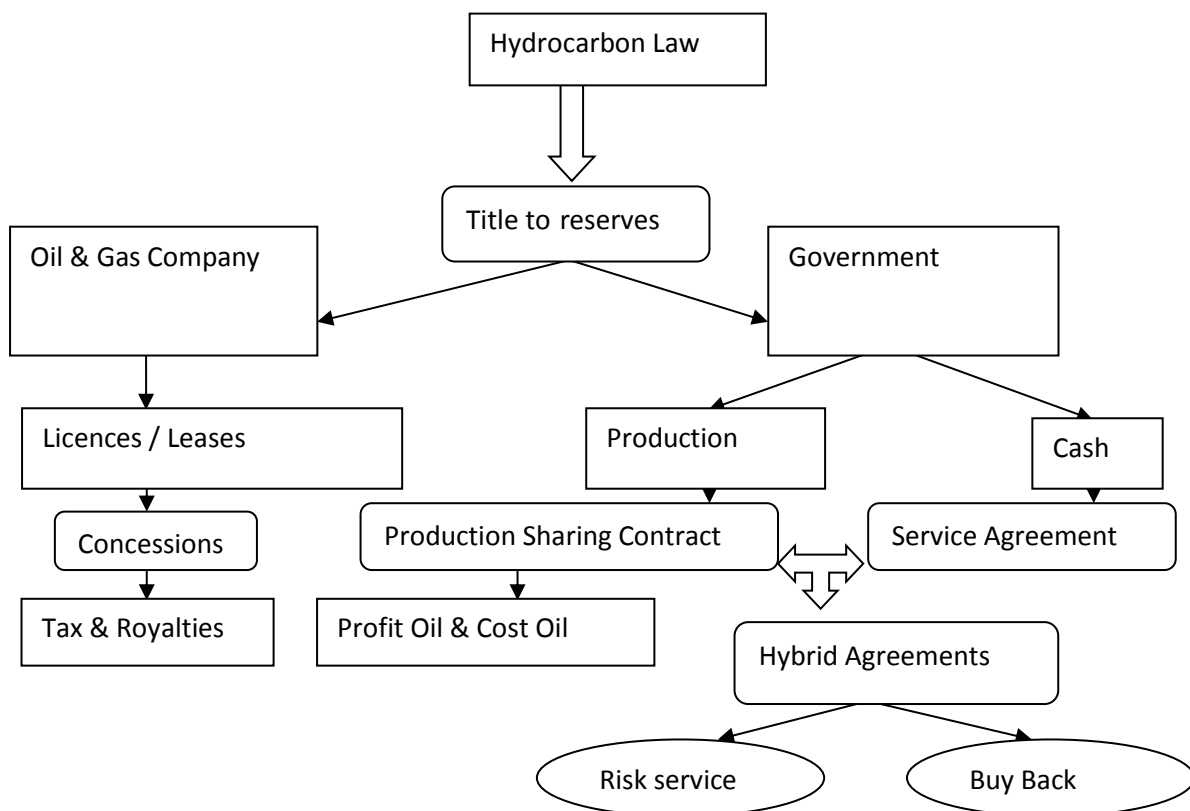 Hydrocarbon Law
Title to reserves
Oil & Gas Company
Government
Licences / Leases
Production
Cash
Concessions
Production Sharing Contract
Service Agreement
Tax & Royalties
Profit Oil & Cost Oil
Hybrid Agreements
Risk service
Buy Back